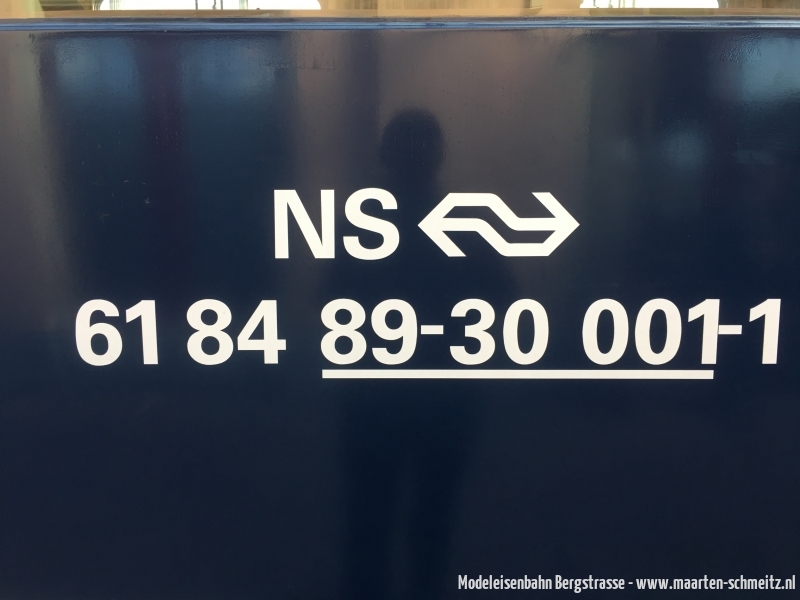 NS
61 84 89-30 001-1
Modeleisenbahn Bergstrasse - www.maarten-schmeitz.nl